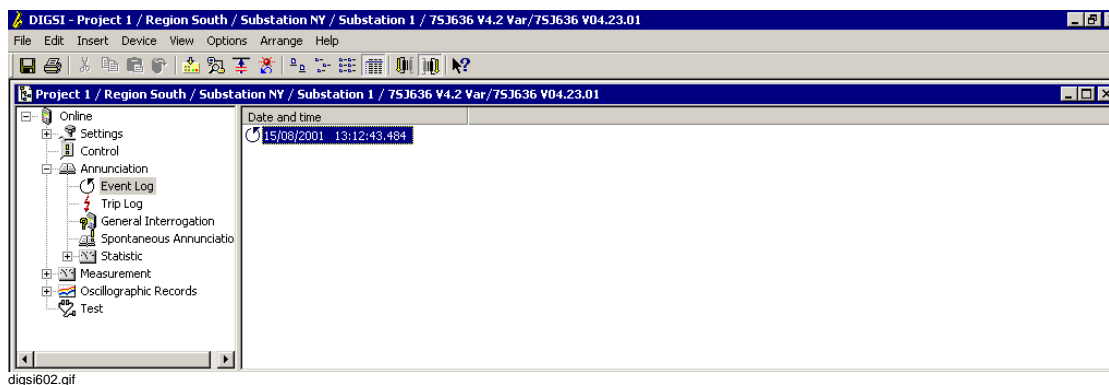 DIGSI - Project 1 / Region South / Substation NY / Substation 1 / 7SJ636 V4.2 Var/7SJ636 V04.23.01
File Edit Insert Device View Options Arrange Help
Project 1 / Region South / Substation NY / Substation 1 / 7SJ636 V4.2 Var/7SJ636 V04.23.01
Online
Settings
Control
Annunciation
Event Log
Trip Log
General Interrogation
Spontaneous Annunciatio
Statistic
Measurement
Oscillographic Records
Test
Date and time
15/08/2001 13:12:43.484
digsi602.gif